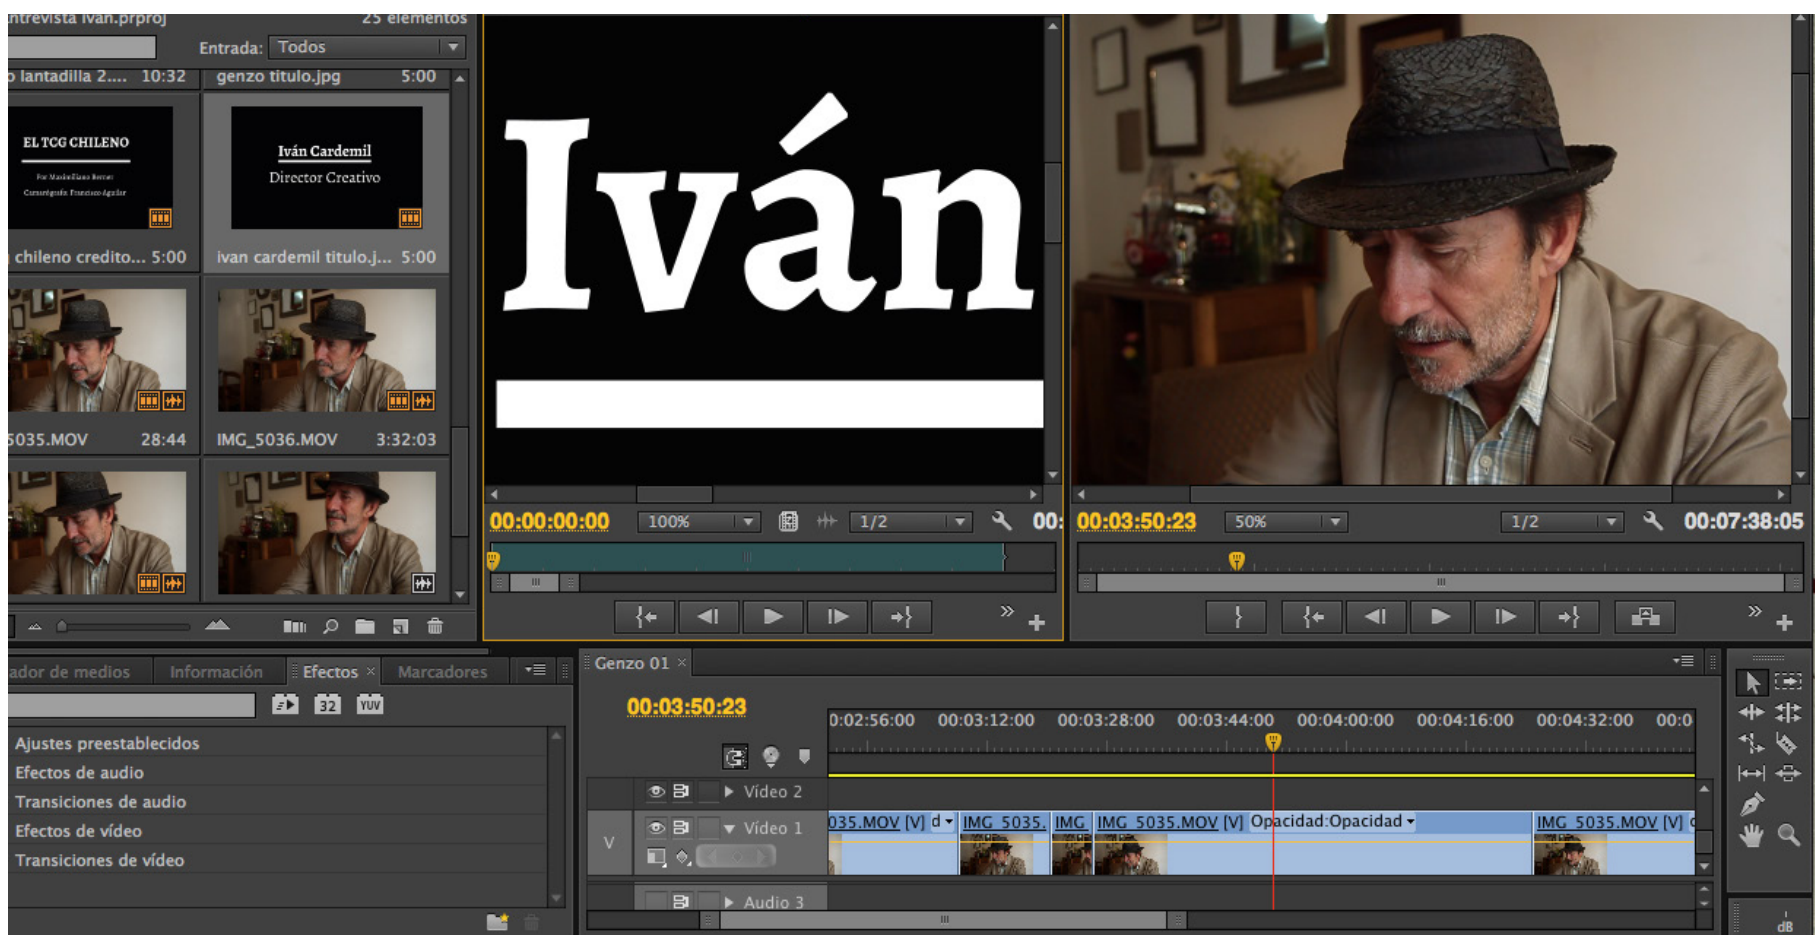 entrevista Ivan.prproj
25 elementos
Entrada: Todos
lantadilla 2.... 10:32
genzo titulo.jpg 5:00
EL TCG CHILENO
Por Maximiliano Berner
Camarógrafo: Francisco Aguilar
Iván Cardemil
Director Creativo
chileno credito... 5:00
ivan cardemil titulo.j... 5:00
5035.MOV 28:44
IMG_5036.MOV 3:32:03
Iván
00:00:00:00 100% 1/2 00:
00:03:50:23 50% 1/2 00:07:38:05
ador de medios Información Efectos × Marcadores
32 YUV
Ajustes preestablecidos
Efectos de audio
Transiciones de audio
Efectos de vídeo
Transiciones de vídeo
Genzo 01 ×
00:03:50:23
0:02:56:00 00:03:12:00 00:03:28:00 00:03:44:00 00:04:00:00 00:04:16:00 00:04:32:00 00:0
Vídeo 2
V Vídeo 1
035.MOV [V] d IMG_5035. IMG IMG_5035.MOV [V] Opacidad:Opacidad IMG_5035.MOV [V]
Audio 3
dB